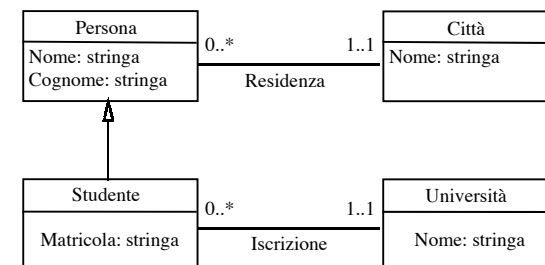 Persona
Nome: stringa
Cognome: stringa
0..*
1..1
Residenza
Città
Nome: stringa
Studente
Matricola: stringa
0..*
1..1
Iscrizione
Università
Nome: stringa